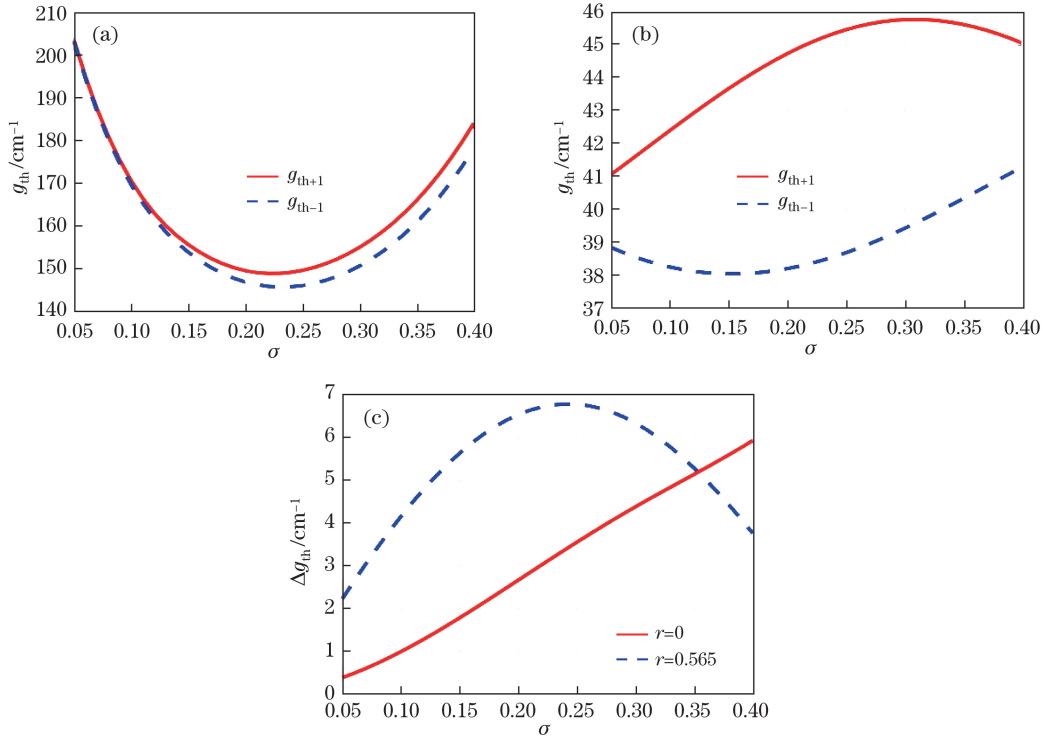 (a)
g_th/cm⁻¹
210
200
190
180
170
160
150
140
0.05 0.10 0.15 0.20 0.25 0.30 0.35 0.40
σ
g_th+1
g_th−1
(b)
g_th/cm⁻¹
46
45
44
43
42
41
40
39
38
37
0.05 0.10 0.15 0.20 0.25 0.30 0.35 0.40
σ
g_th+1
g_th−1
(c)
Δg_th/cm⁻¹
7
6
5
4
3
2
1
0
0.05 0.10 0.15 0.20 0.25 0.30 0.35 0.40
σ
r=0
r=0.565